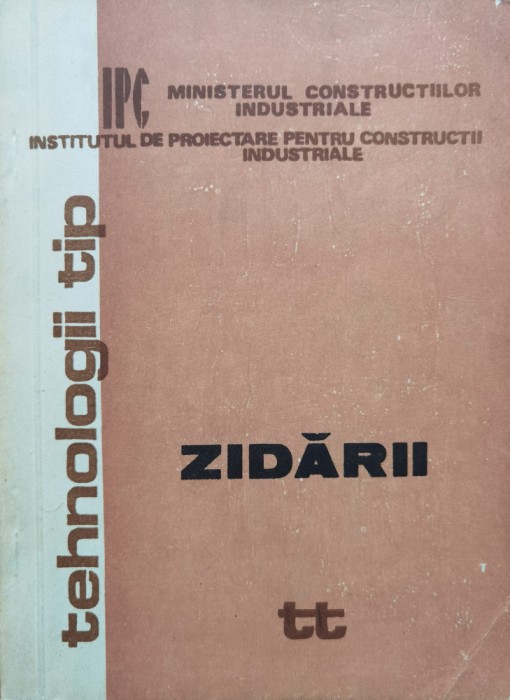 IPC MINISTERUL CONSTRUCTIILOR
INDUSTRIALE
INSTITUTUL DE PROIECTARE PENTRU CONSTRUCTII
INDUSTRIALE
tehnologii tip
ZIDĂRII
tt